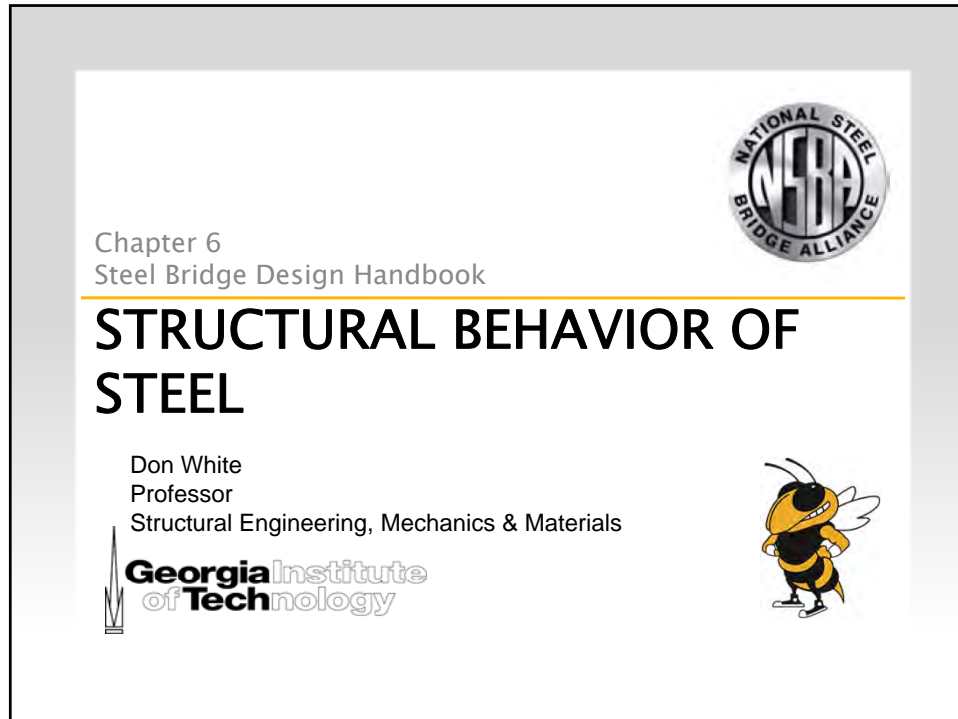 NATIONAL STEEL
BRIDGE ALLIANCE
NSBA
Chapter 6
Steel Bridge Design Handbook
STRUCTURAL BEHAVIOR OF
STEEL
Don White
Professor
Structural Engineering, Mechanics & Materials
Georgia Institute
of Technology